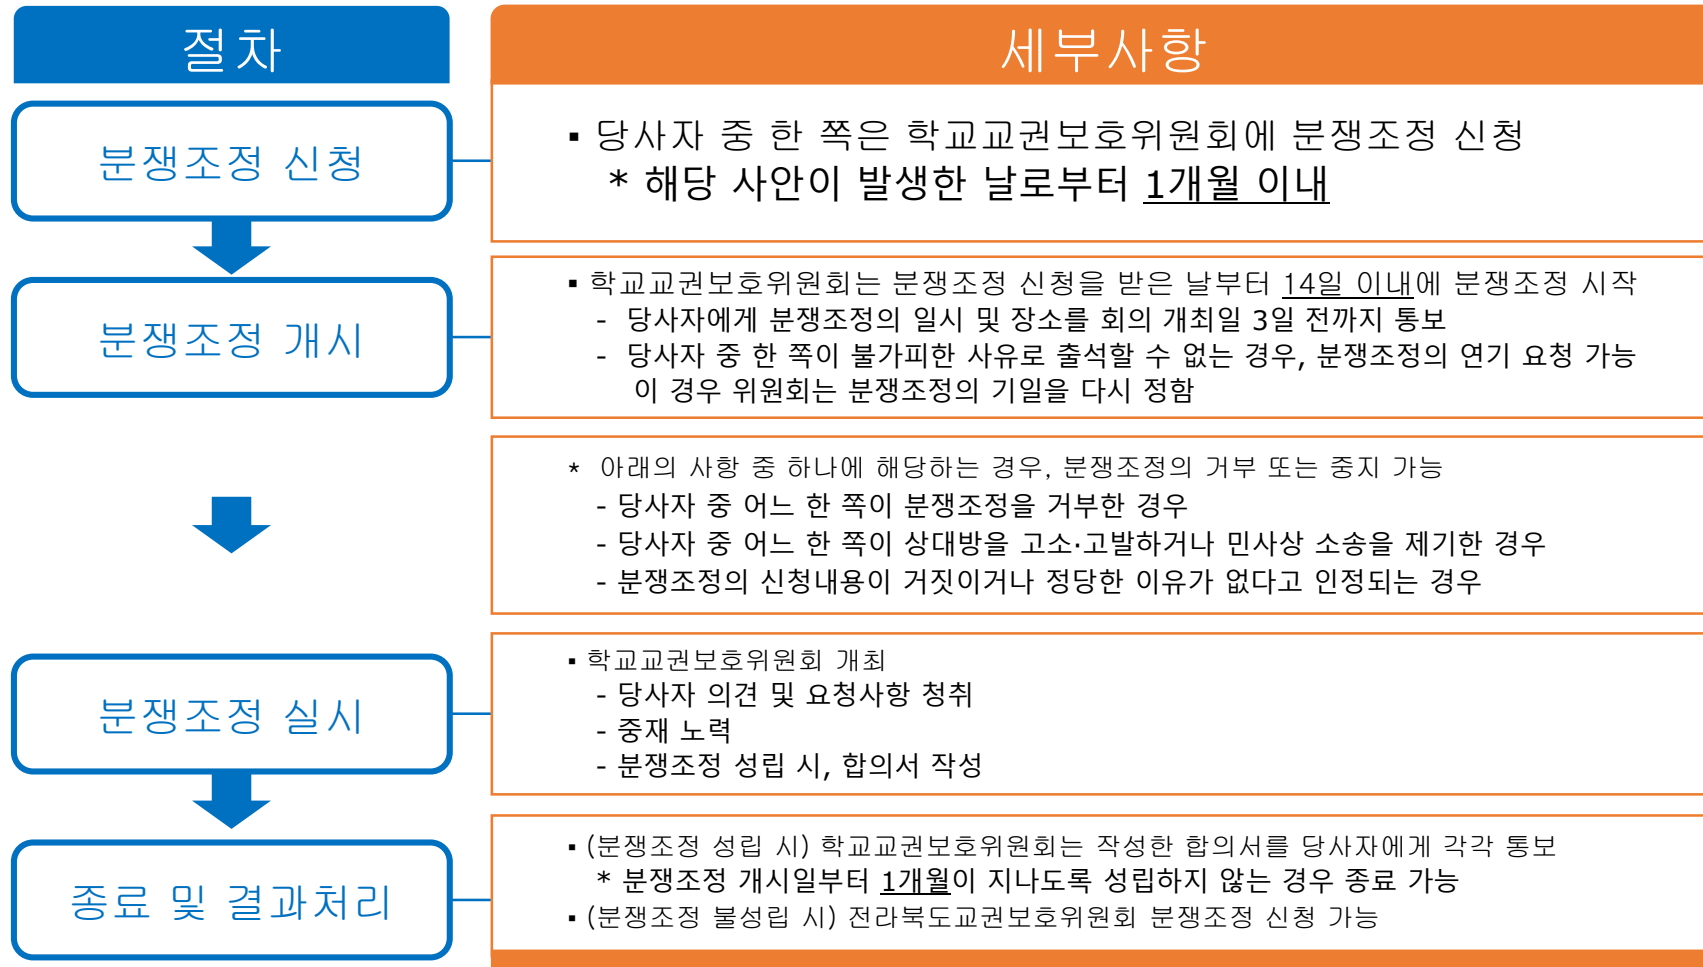 절차
세부사항
분쟁조정 신청
▪ 당사자 중 한 쪽은 학교교권보호위원회에 분쟁조정 신청
* 해당 사안이 발생한 날로부터 1개월 이내
분쟁조정 개시
▪ 학교교권보호위원회는 분쟁조정 신청을 받은 날부터 14일 이내에 분쟁조정 시작
- 당사자에게 분쟁조정의 일시 및 장소를 회의 개최일 3일 전까지 통보
- 당사자 중 한 쪽이 불가피한 사유로 출석할 수 없는 경우, 분쟁조정의 연기 요청 가능
이 경우 위원회는 분쟁조정의 기일을 다시 정함
* 아래의 사항 중 하나에 해당하는 경우, 분쟁조정의 거부 또는 중지 가능
- 당사자 중 어느 한 쪽이 분쟁조정을 거부한 경우
- 당사자 중 어느 한 쪽이 상대방을 고소·고발하거나 민사상 소송을 제기한 경우
- 분쟁조정의 신청내용이 거짓이거나 정당한 이유가 없다고 인정되는 경우
분쟁조정 실시
▪ 학교교권보호위원회 개최
- 당사자 의견 및 요청사항 청취
- 중재 노력
- 분쟁조정 성립 시, 합의서 작성
종료 및 결과처리
▪ (분쟁조정 성립 시) 학교교권보호위원회는 작성한 합의서를 당사자에게 각각 통보
* 분쟁조정 개시일부터 1개월이 지나도록 성립하지 않는 경우 종료 가능
▪ (분쟁조정 불성립 시) 전라북도교권보호위원회 분쟁조정 신청 가능